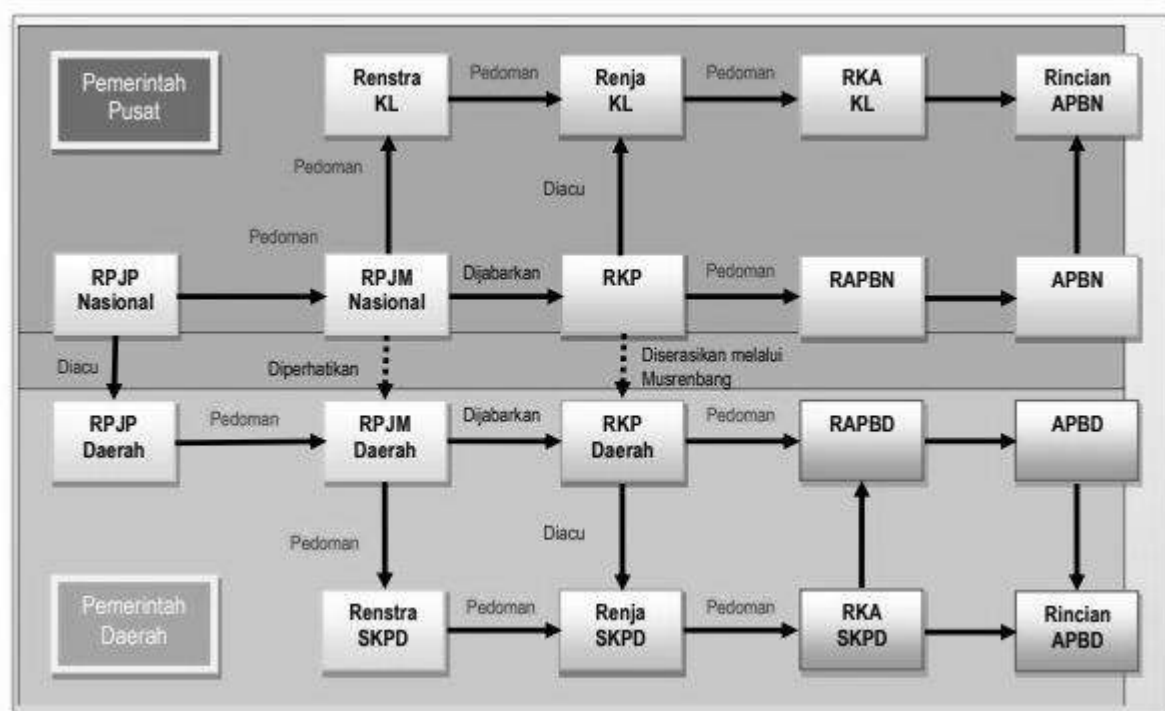 Pemerintah
Pusat
Renstra
KL
Pedoman
Renja
KL
Pedoman
RKA
KL
Rincian
APBN
Pedoman
Diacu
Pedoman
RPJP
Nasional
RPJM
Nasional
Dijabarkan
RKP
Pedoman
RAPBN
APBN
Diacu
Diperhatikan
Diserasikan melalui
Musrenbang
RPJP
Daerah
Pedoman
RPJM
Daerah
Dijabarkan
RKP
Daerah
Pedoman
RAPBD
APBD
Pedoman
Diacu
Pemerintah
Daerah
Renstra
SKPD
Pedoman
Renja
SKPD
Pedoman
RKA
SKPD
Rincian
APBD